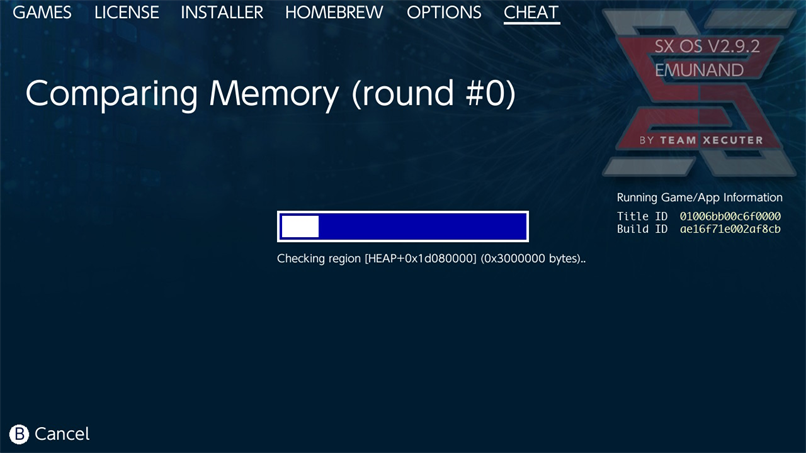 GAMES LICENSE INSTALLER HOMEBREW OPTIONS CHEAT
SX OS V2.9.2
EMUNAND
BY TEAM XECUTER
Comparing Memory (round #0)
Running Game/App Information
Title ID 01006bb00c6f0000
Build ID ae16f71e002af8cb
Checking region [HEAP+0x1d080000] (0x3000000 bytes)..
B Cancel